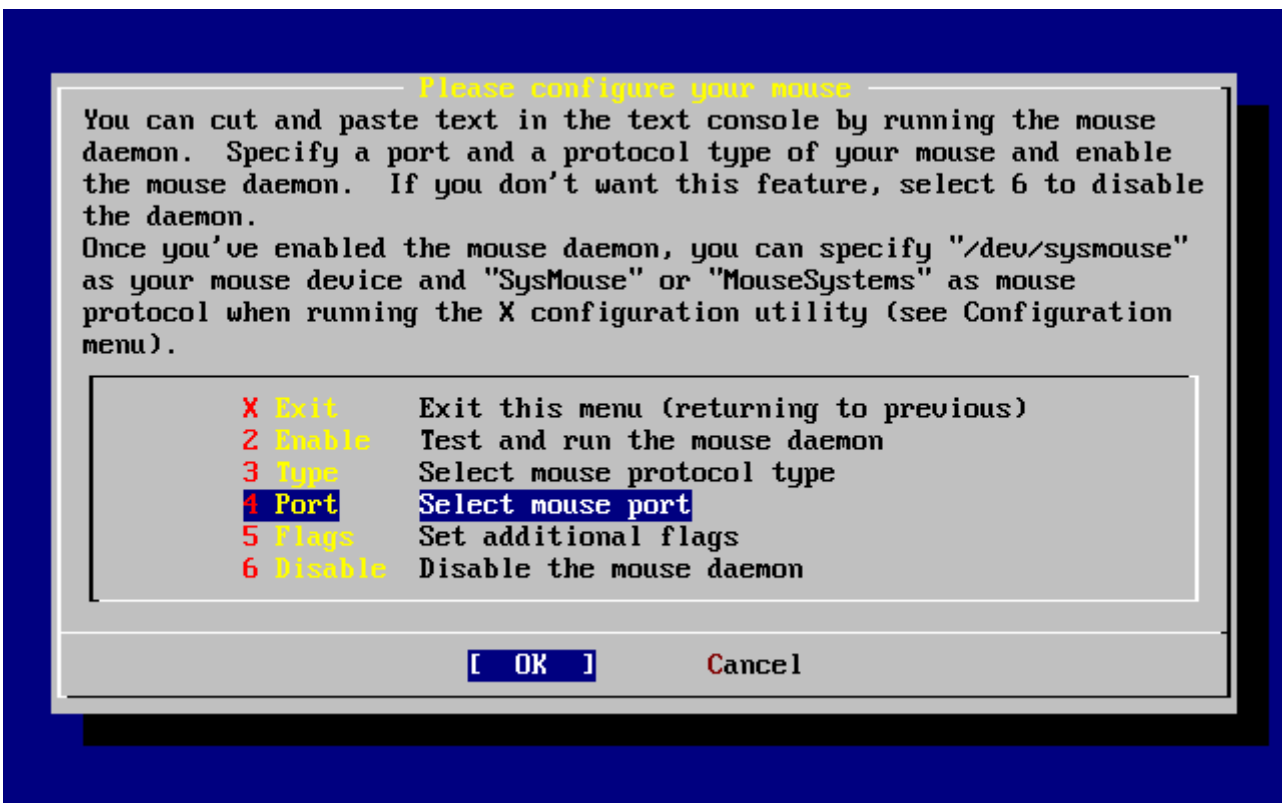 Please configure your mouse
You can cut and paste text in the text console by running the mouse
daemon.  Specify a port and a protocol type of your mouse and enable
the mouse daemon.  If you don't want this feature, select 6 to disable
the daemon.
Once you've enabled the mouse daemon, you can specify "/dev/sysmouse"
as your mouse device and "SysMouse" or "MouseSystems" as mouse
protocol when running the X configuration utility (see Configuration
menu).
X Exit     Exit this menu (returning to previous)
2 Enable   Test and run the mouse daemon
3 Type     Select mouse protocol type
4 Port     Select mouse port
5 Flags    Set additional flags
6 Disable  Disable the mouse daemon
[  OK  ]       Cancel